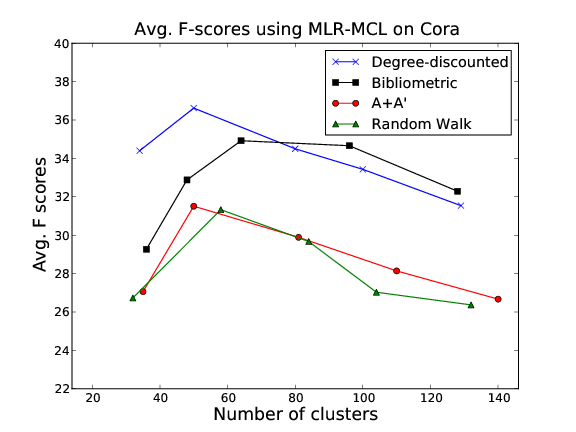 Avg. F-scores using MLR-MCL on Cora
40
38
36
34
32
30
28
26
24
22
Avg. F scores
Degree-discounted
Bibliometric
A+A'
Random Walk
20 40 60 80 100 120 140
Number of clusters